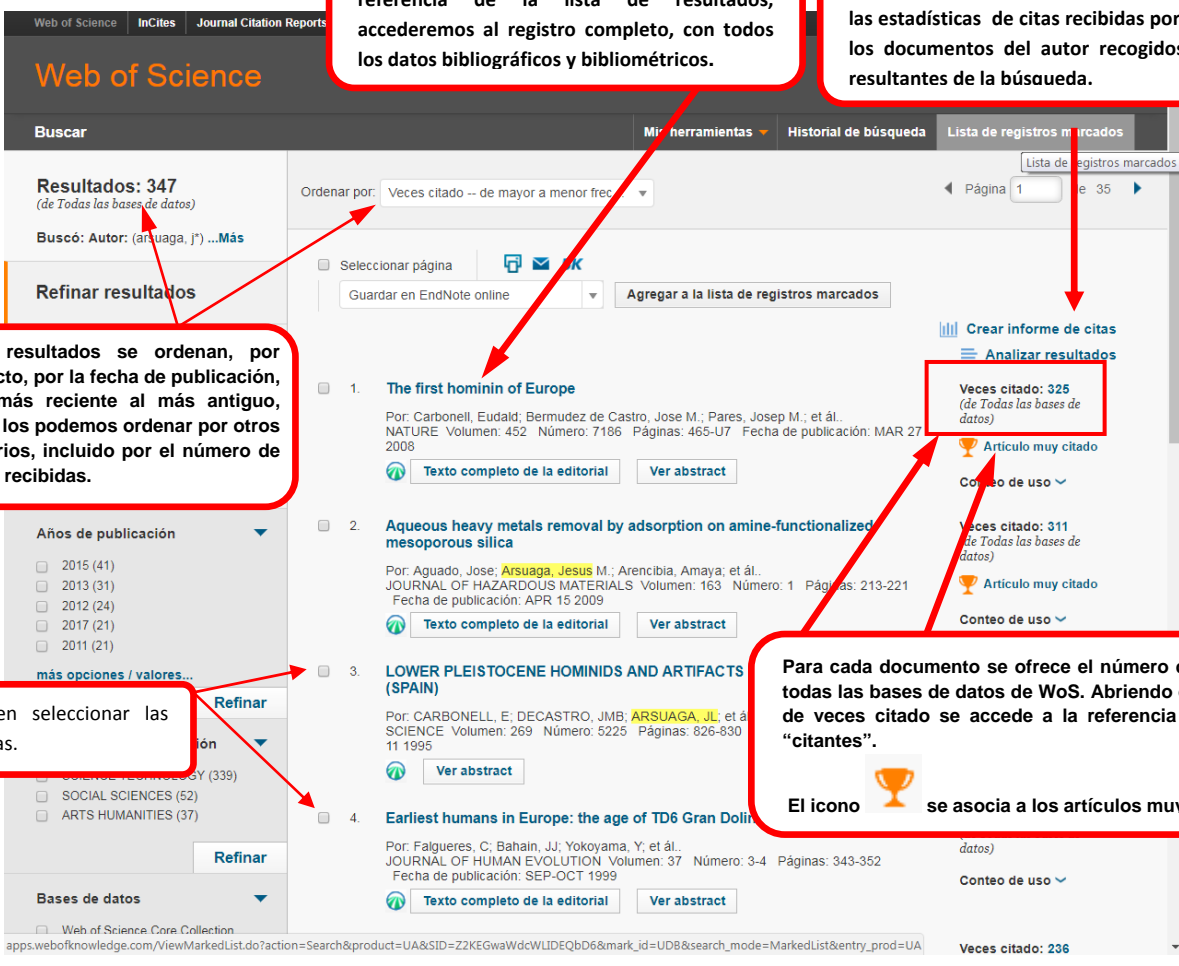 referencia de la lista de resultados,
accederemos al registro completo, con todos
los datos bibliográficos y bibliométricos.
las estadísticas de citas recibidas por
los documentos del autor recogidos
resultantes de la búsqueda.
Web of Science InCites Journal Citation Reports
Web of Science
Buscar Mis herramientas Historial de búsqueda Lista de registros marcados
Lista de registros marcados
Resultados: 347
(de Todas las bases de datos)
Buscó: Autor: (arsuaga, j*) ...Más
Ordenar por: Veces citado -- de mayor a menor frec...
Página 1 de 35
Refinar resultados
Seleccionar página
Guardar en EndNote online Agregar a la lista de registros marcados
Crear informe de citas
Analizar resultados
resultados se ordenan, por
cto, por la fecha de publicación,
más reciente al más antiguo,
los podemos ordenar por otros
rios, incluido por el número de
recibidas.
1. The first hominin of Europe
Por: Carbonell, Eudald; Bermudez de Castro, Jose M.; Pares, Josep M.; et ál..
NATURE Volumen: 452 Número: 7186 Páginas: 465-U7 Fecha de publicación: MAR 27
2008
Texto completo de la editorial Ver abstract
Veces citado: 325
(de Todas las bases de
datos)
Artículo muy citado
Conteo de uso
Años de publicación
2015 (41)
2013 (31)
2012 (24)
2017 (21)
2011 (21)
más opciones / valores...
Refinar
2. Aqueous heavy metals removal by adsorption on amine-functionalized
mesoporous silica
Por: Aguado, Jose; Arsuaga, Jesus M.; Arencibia, Amaya; et ál..
JOURNAL OF HAZARDOUS MATERIALS Volumen: 163 Número: 1 Páginas: 213-221
Fecha de publicación: APR 15 2009
Texto completo de la editorial Ver abstract
Veces citado: 311
(de Todas las bases de
datos)
Artículo muy citado
Conteo de uso
en seleccionar las
as.
ión
SCIENCE TECHNOLOGY (339)
SOCIAL SCIENCES (52)
ARTS HUMANITIES (37)
Refinar
3. LOWER PLEISTOCENE HOMINIDS AND ARTIFACTS
(SPAIN)
Por: CARBONELL, E; DECASTRO, JMB; ARSUAGA, JL; et á
SCIENCE Volumen: 269 Número: 5225 Páginas: 826-830
11 1995
Ver abstract
Para cada documento se ofrece el número
todas las bases de datos de WoS. Abriendo
de veces citado se accede a la referencia
“citantes”.
El icono se asocia a los artículos muy
4. Earliest humans in Europe: the age of TD6 Gran Dolin
Por: Falgueres, C; Bahain, JJ; Yokoyama, Y; et ál..
JOURNAL OF HUMAN EVOLUTION Volumen: 37 Número: 3-4 Páginas: 343-352
Fecha de publicación: SEP-OCT 1999
Texto completo de la editorial Ver abstract
datos)
Conteo de uso
Bases de datos
Web of Science Core Collection
apps.webofknowledge.com/ViewMarkedList.do?action=Search&product=UA&SID=Z2KEGwaWdcWLIDEQbD6&mark_id=UDB&search_mode=MarkedList&entry_prod=UA
Veces citado: 236